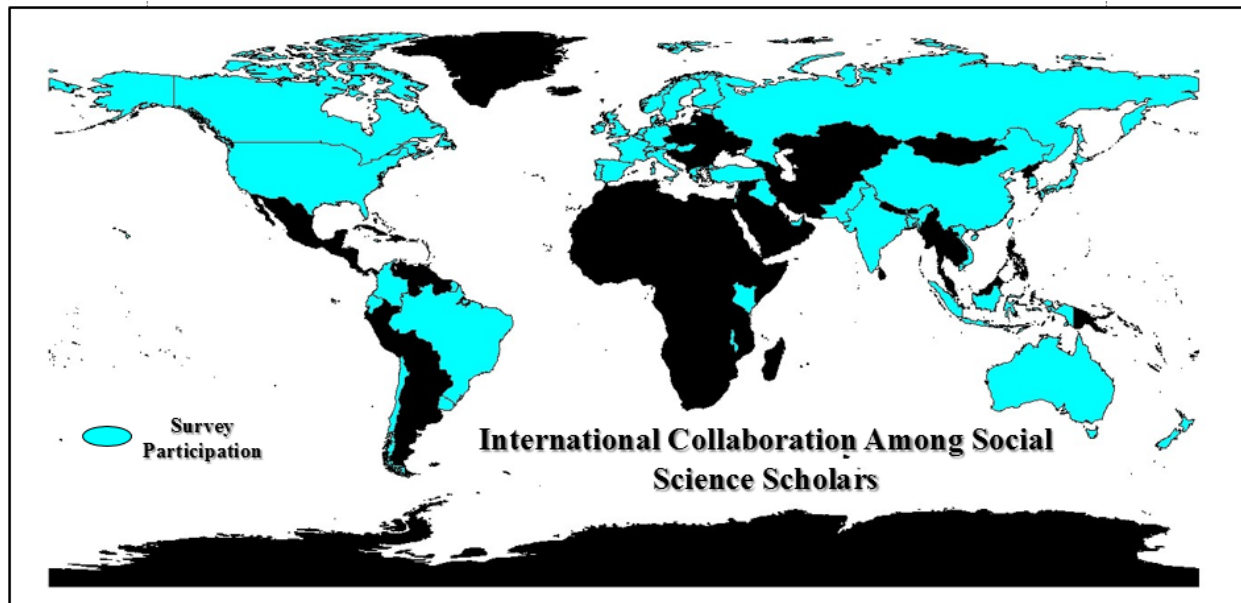 Survey
Participation
International Collaboration Among Social
Science Scholars